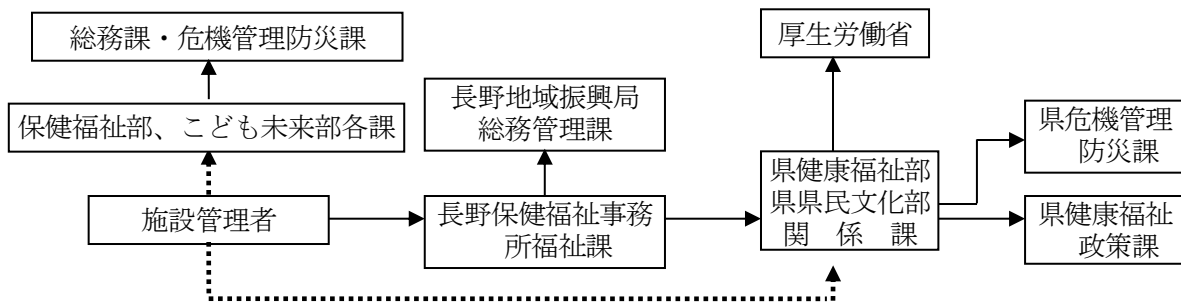 総務課・危機管理防災課
厚生労働省
保健福祉部、こども未来部各課
長野地域振興局
総務管理課
県危機管理
防災課
施設管理者
長野保健福祉事務
所福祉課
県健康福祉部
県県民文化部
関　係　課
県健康福祉
政策課